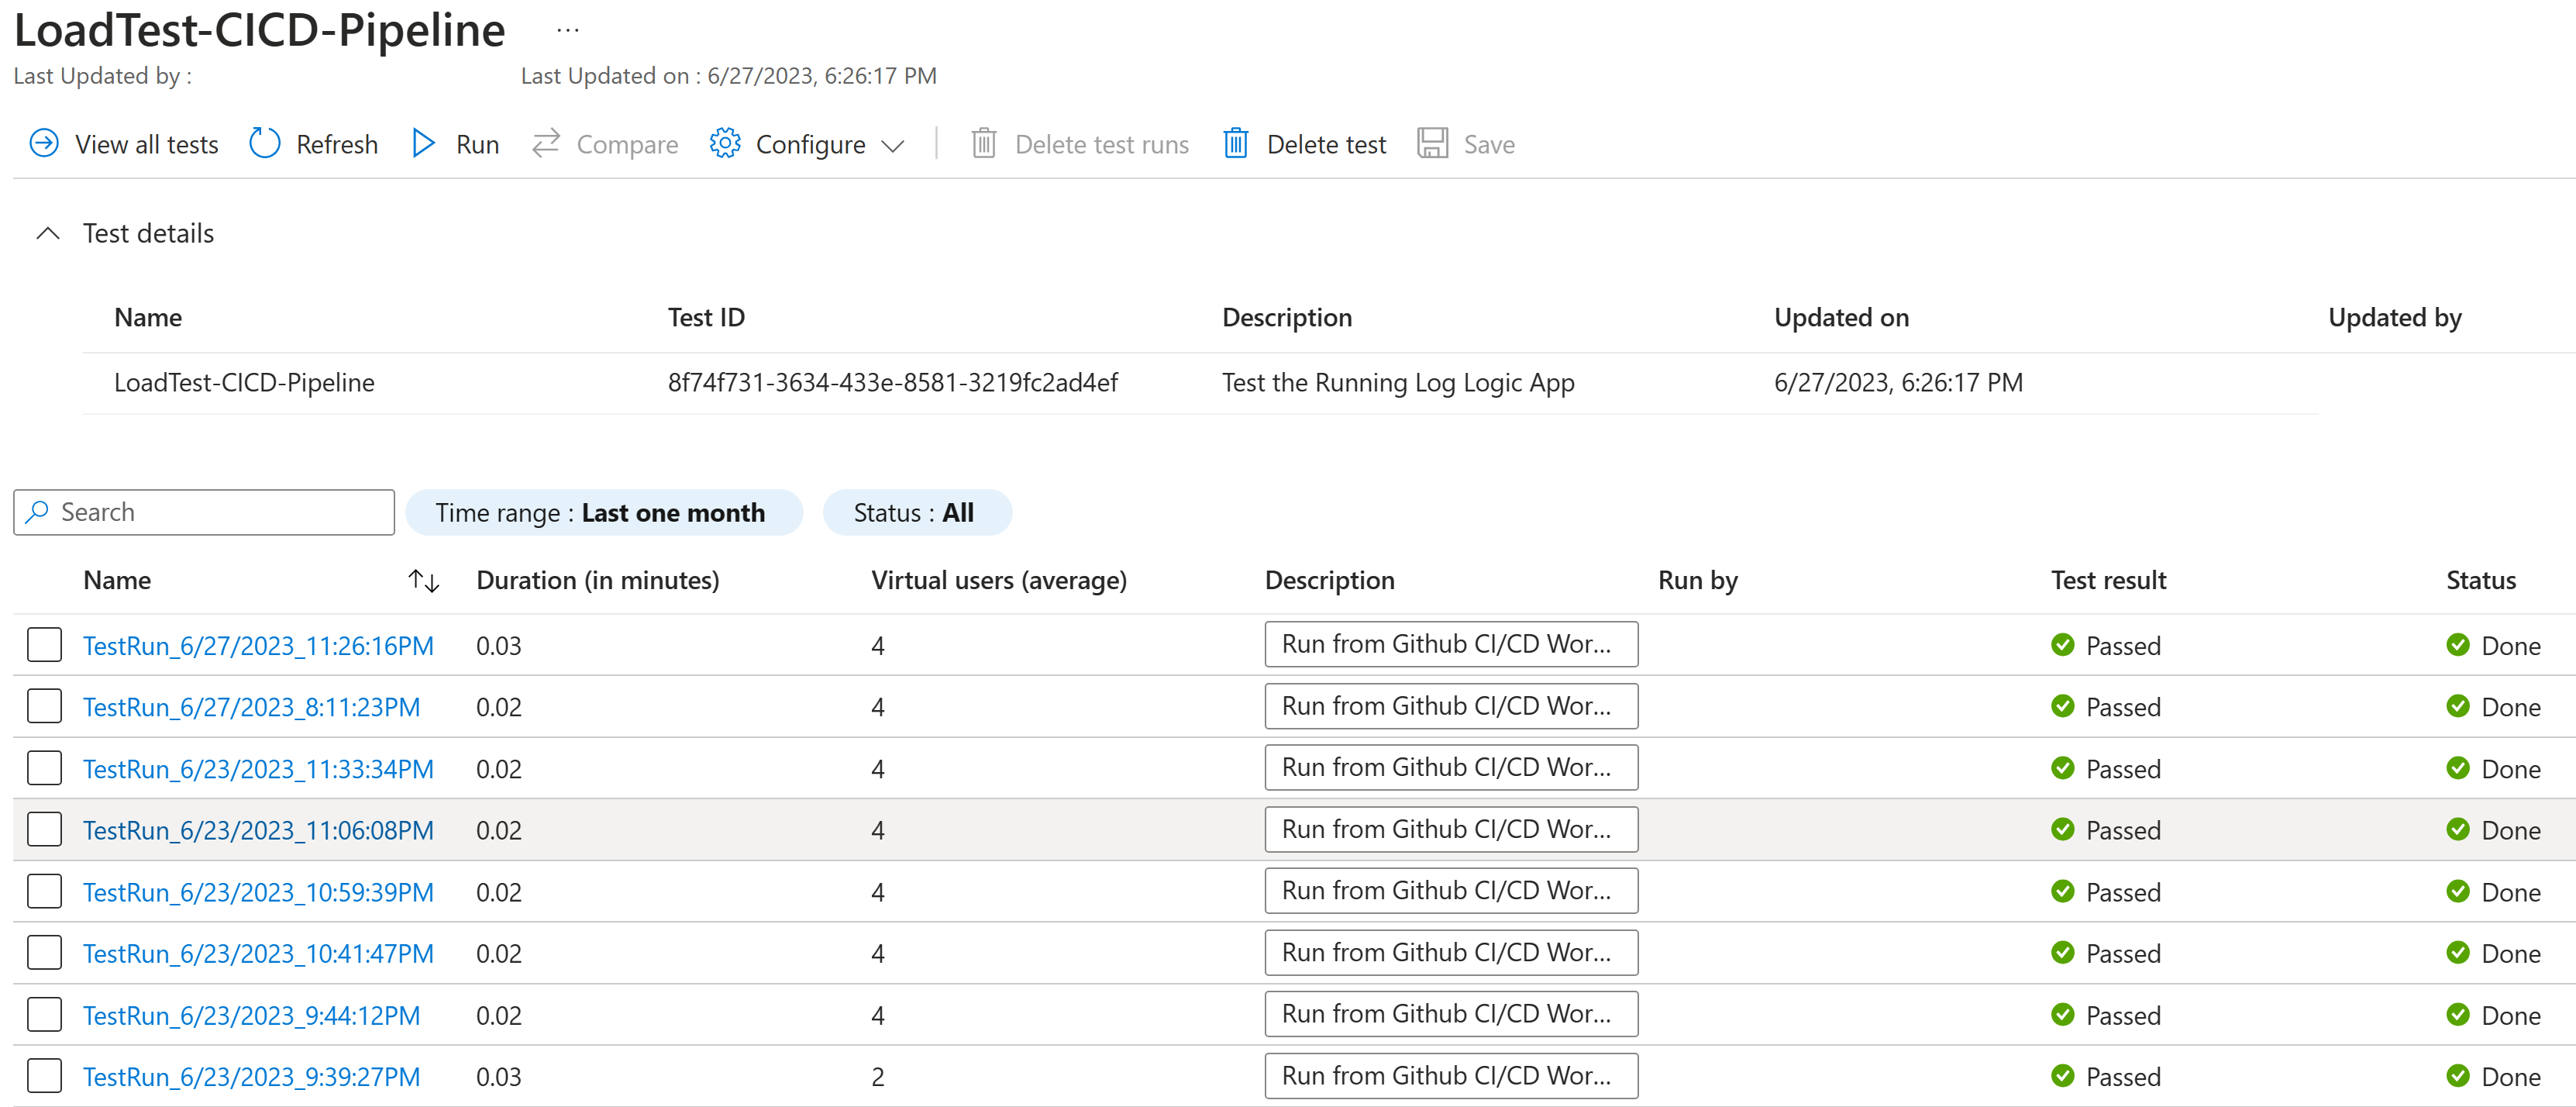 LoadTest-CICD-Pipeline ...
Last Updated by : Last Updated on : 6/27/2023, 6:26:17 PM
View all tests Refresh Run Compare Configure Delete test runs Delete test Save
Test details
Name Test ID Description Updated on Updated by
LoadTest-CICD-Pipeline 8f74f731-3634-433e-8581-3219fc2ad4ef Test the Running Log Logic App 6/27/2023, 6:26:17 PM
Search Time range : Last one month Status : All
Name Duration (in minutes) Virtual users (average) Description Run by Test result Status
TestRun_6/27/2023_11:26:16PM 0.03 4 Run from Github CI/CD Wor... Passed Done
TestRun_6/27/2023_8:11:23PM 0.02 4 Run from Github CI/CD Wor... Passed Done
TestRun_6/23/2023_11:33:34PM 0.02 4 Run from Github CI/CD Wor... Passed Done
TestRun_6/23/2023_11:06:08PM 0.02 4 Run from Github CI/CD Wor... Passed Done
TestRun_6/23/2023_10:59:39PM 0.02 4 Run from Github CI/CD Wor... Passed Done
TestRun_6/23/2023_10:41:47PM 0.02 4 Run from Github CI/CD Wor... Passed Done
TestRun_6/23/2023_9:44:12PM 0.02 4 Run from Github CI/CD Wor... Passed Done
TestRun_6/23/2023_9:39:27PM 0.03 2 Run from Github CI/CD Wor... Passed Done